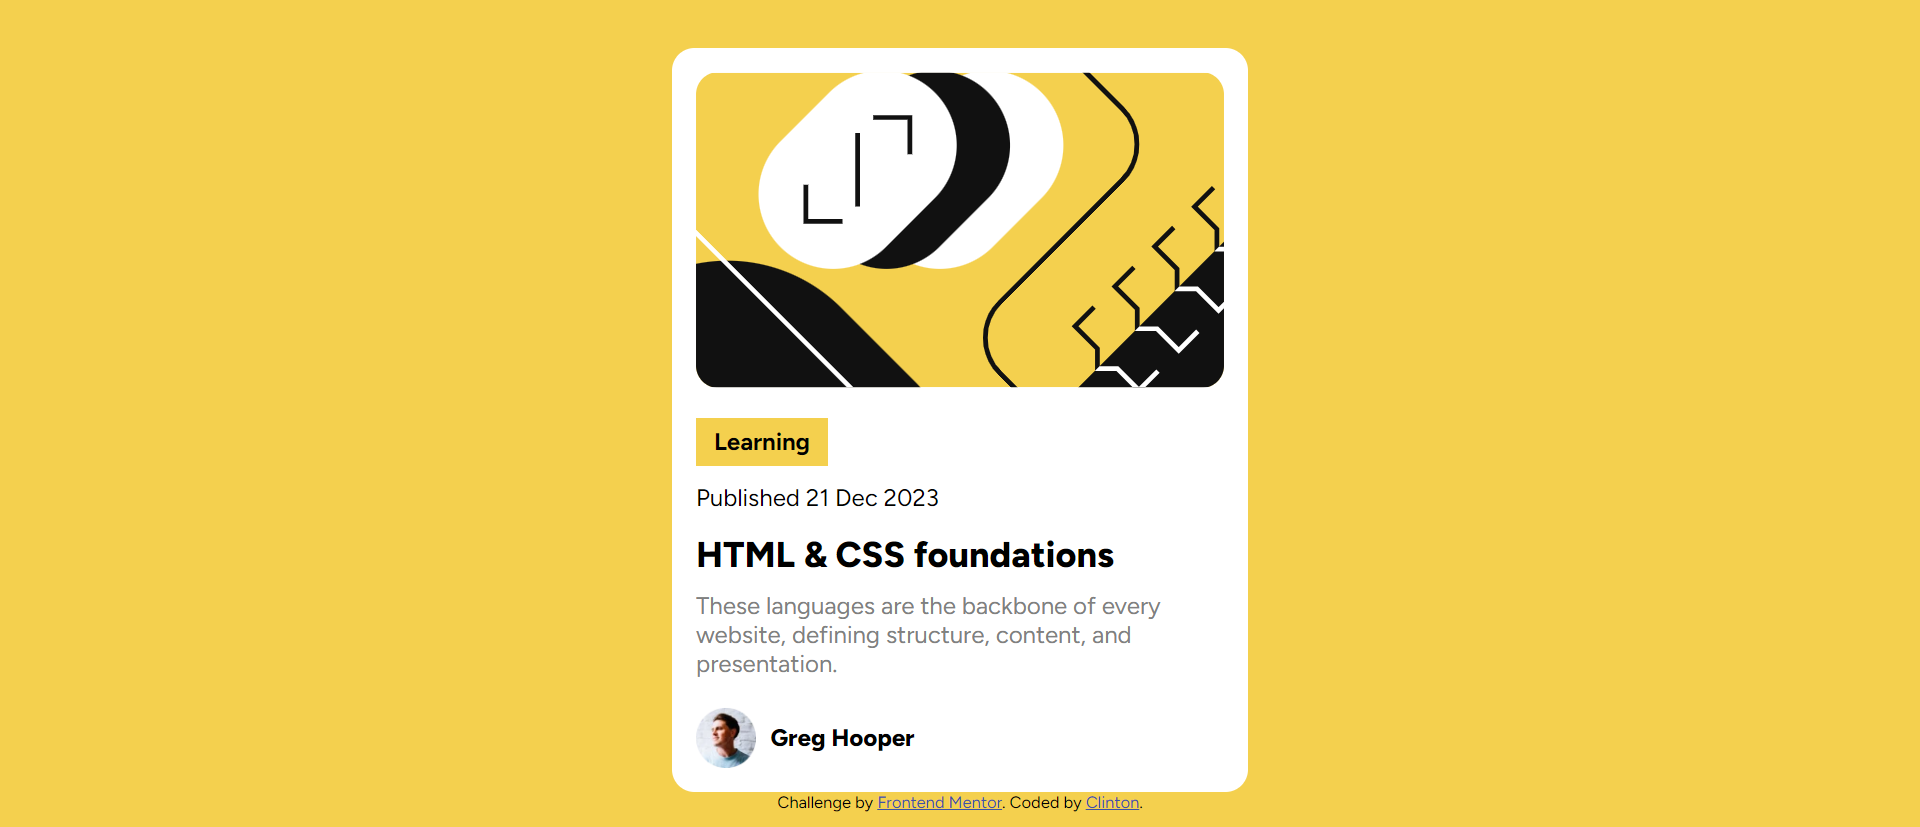 Learning
Published 21 Dec 2023
HTML & CSS foundations
These languages are the backbone of every
website, defining structure, content, and
presentation.
Greg Hooper
Challenge by Frontend Mentor. Coded by Clinton.